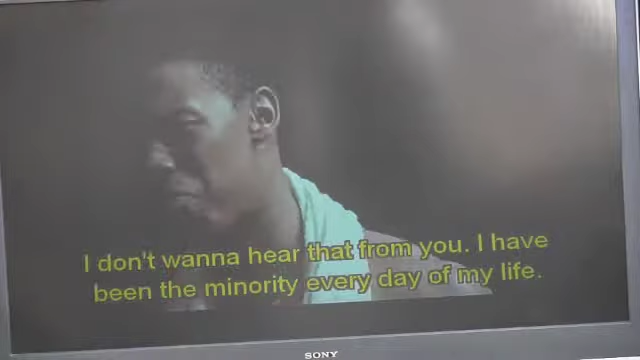 I don't wanna hear that from you. I have
been the minority every day of my life.
SONY